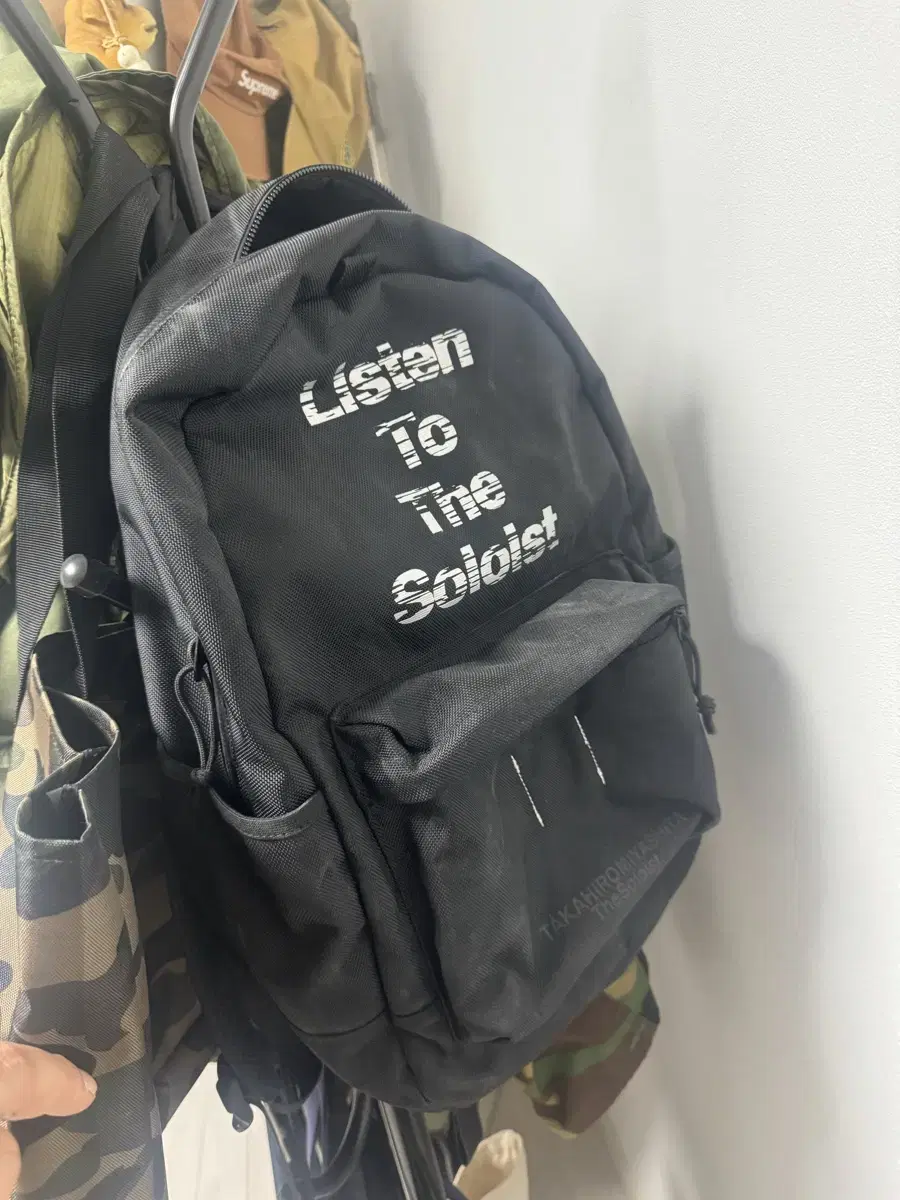 Supreme
Listen
To
The
Soloist
TAKAHIROMIYASHITA
TheSoloist.